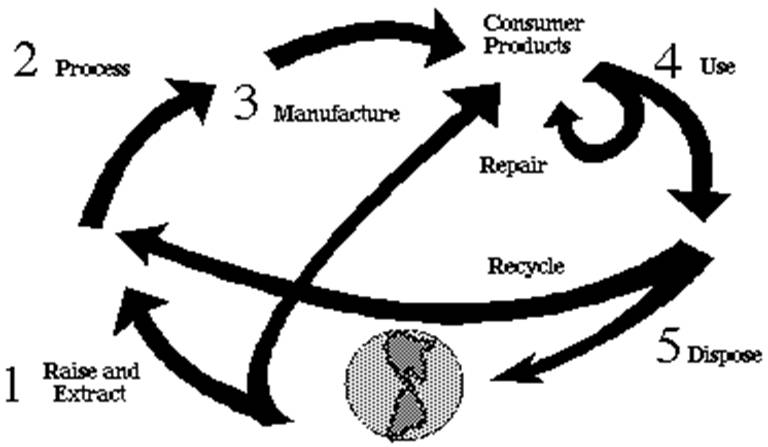 Consumer
Products
2 Process
4 Use
3 Manufacture
Repair
Recycle
5 Dispose
1 Raise and
Extract